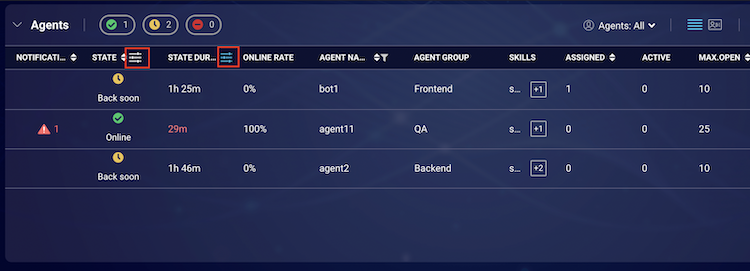 Agents 1 2 0 Agents: All
NOTIFICATI... STATE STATE DUR... ONLINE RATE AGENT NA... AGENT GROUP SKILLS ASSIGNED ACTIVE MAX.OPEN
Back soon 1h 25m 0% bot1 Frontend s... +1 1 0 10
1 Online 29m 100% agent11 QA s... +1 0 0 25
Back soon 1h 46m 0% agent2 Backend s... +2 0 0 10